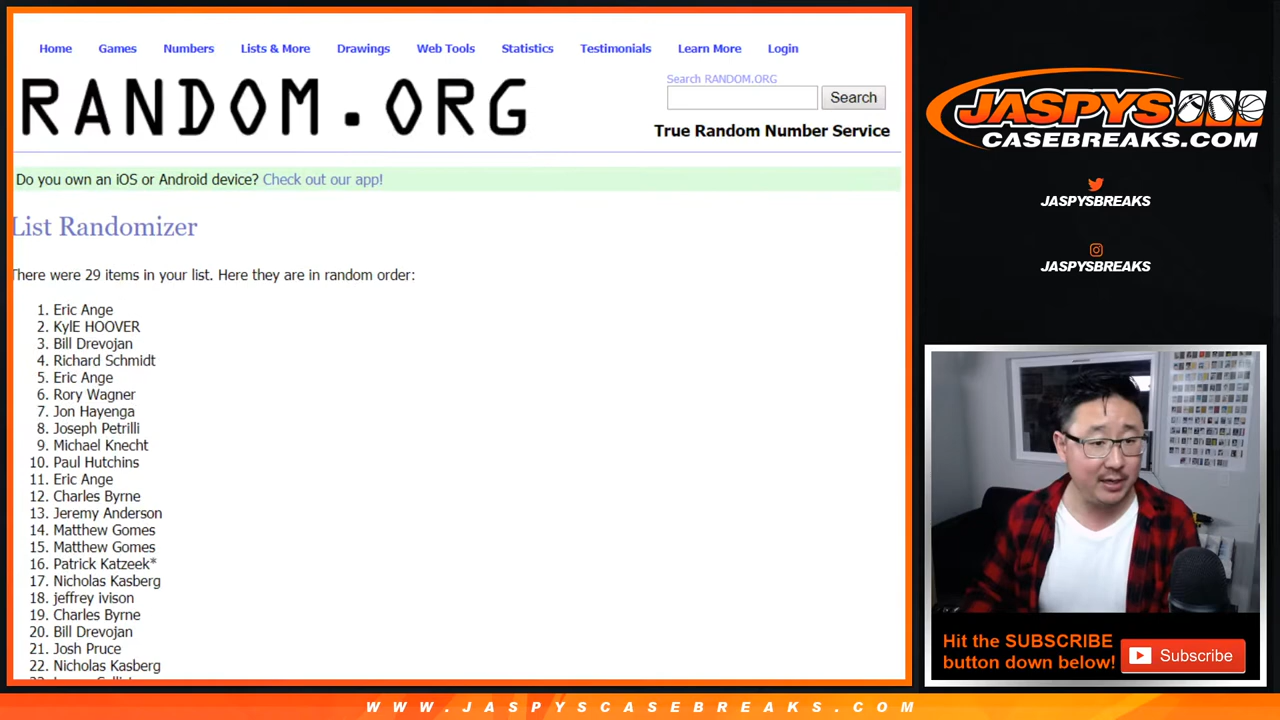 Home Games Numbers Lists & More Drawings Web Tools Statistics Testimonials Learn More Login
RANDOM.ORG
Search RANDOM.ORG
Search
True Random Number Service
Do you own an iOS or Android device? Check out our app!
List Randomizer
There were 29 items in your list. Here they are in random order:
1. Eric Ange
2. KylE HOOVER
3. Bill Drevojan
4. Richard Schmidt
5. Eric Ange
6. Rory Wagner
7. Jon Hayenga
8. Joseph Petrilli
9. Michael Knecht
10. Paul Hutchins
11. Eric Ange
12. Charles Byrne
13. Jeremy Anderson
14. Matthew Gomes
15. Matthew Gomes
16. Patrick Katzeek*
17. Nicholas Kasberg
18. jeffrey ivison
19. Charles Byrne
20. Bill Drevojan
21. Josh Pruce
22. Nicholas Kasberg
JASPYS
CASEBREAKS.COM
JASPYSBREAKS
JASPYSBREAKS
Hit the SUBSCRIBE
button down below!
Subscribe
WWW.JASPYSCASEBREAKS.COM